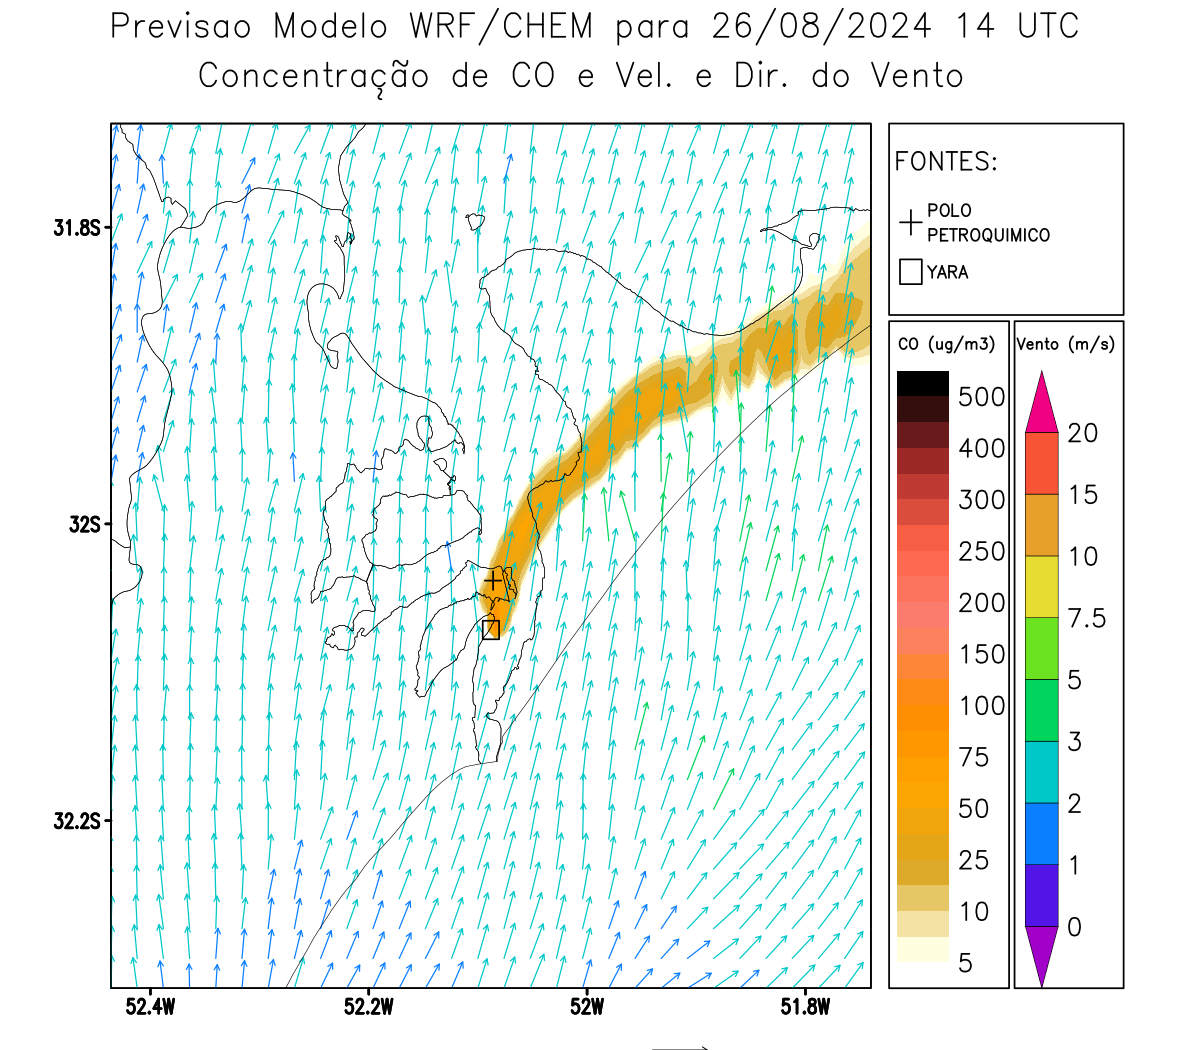 Previsao Modelo WRF/CHEM para 26/08/2024 14 UTC
Concentração de CO e Vel. e Dir. do Vento
FONTES:
POLO
PETROQUIMICO
YARA
CO (ug/m3)
500
400
300
250
200
150
100
75
50
25
10
5
Vento (m/s)
20
15
10
7.5
5
3
2
1
0
31.8S
32S
32.2S
52.4W
52.2W
52W
51.8W